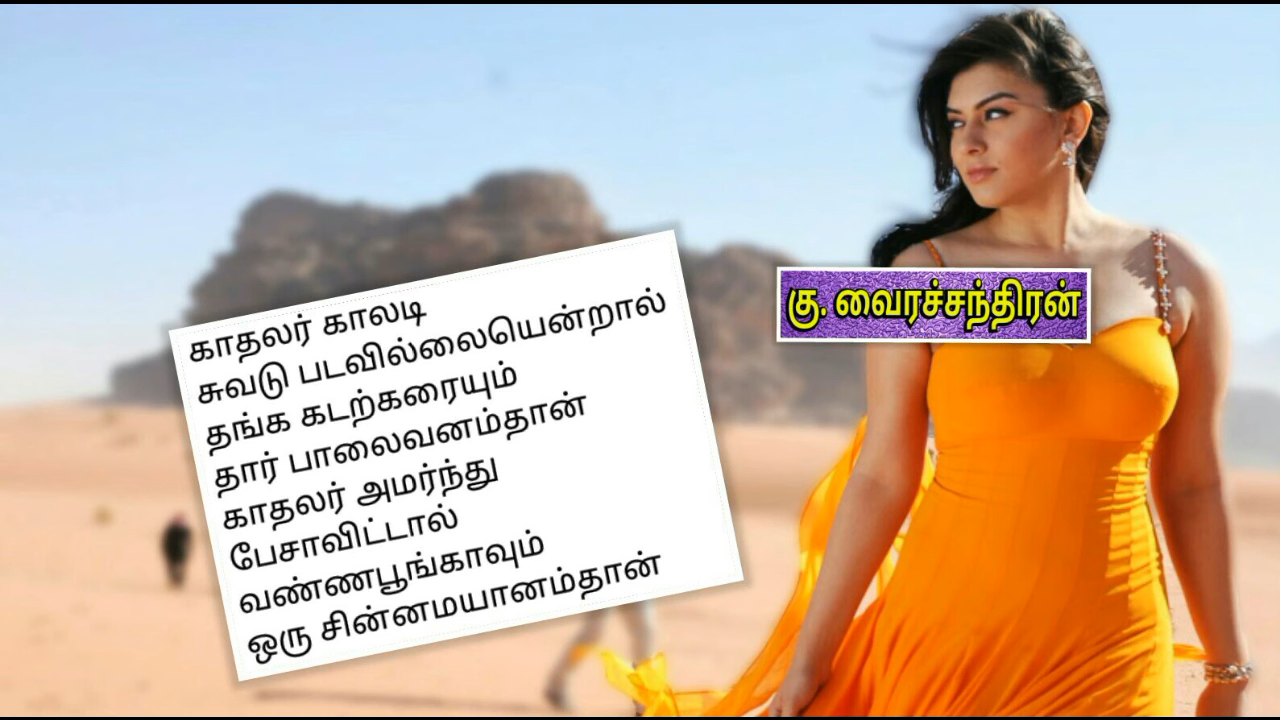 காதலர் காலடி
சுவடு படவில்லையென்றால்
தங்க கடற்கரையும்
தார் பாலைவனம்தான்
காதலர் அமர்ந்து
பேசாவிட்டால்
வண்ணபூங்காவும்
ஒரு சின்னமயானம்தான்
கு. வைரச்சந்திரன்